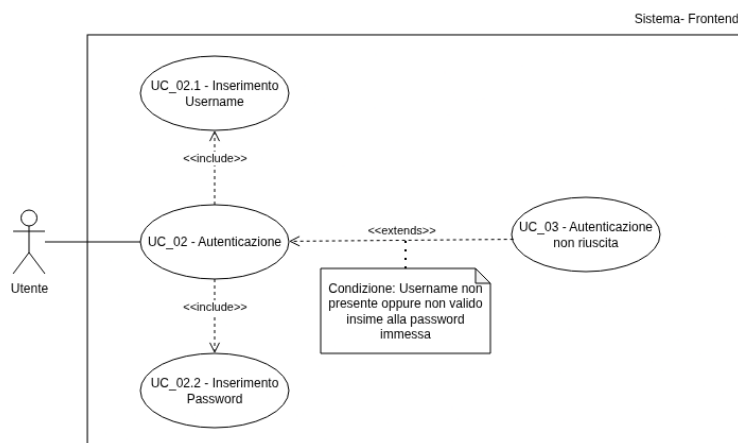 Sistema- Frontend
UC_02.1 - Inserimento
Username
<<include>>
UC_02 - Autenticazione
<<extends>>
UC_03 - Autenticazione
non riuscita
Utente
<<include>>
Condizione: Username non
presente oppure non valido
insime alla password
immessa
UC_02.2 - Inserimento
Password